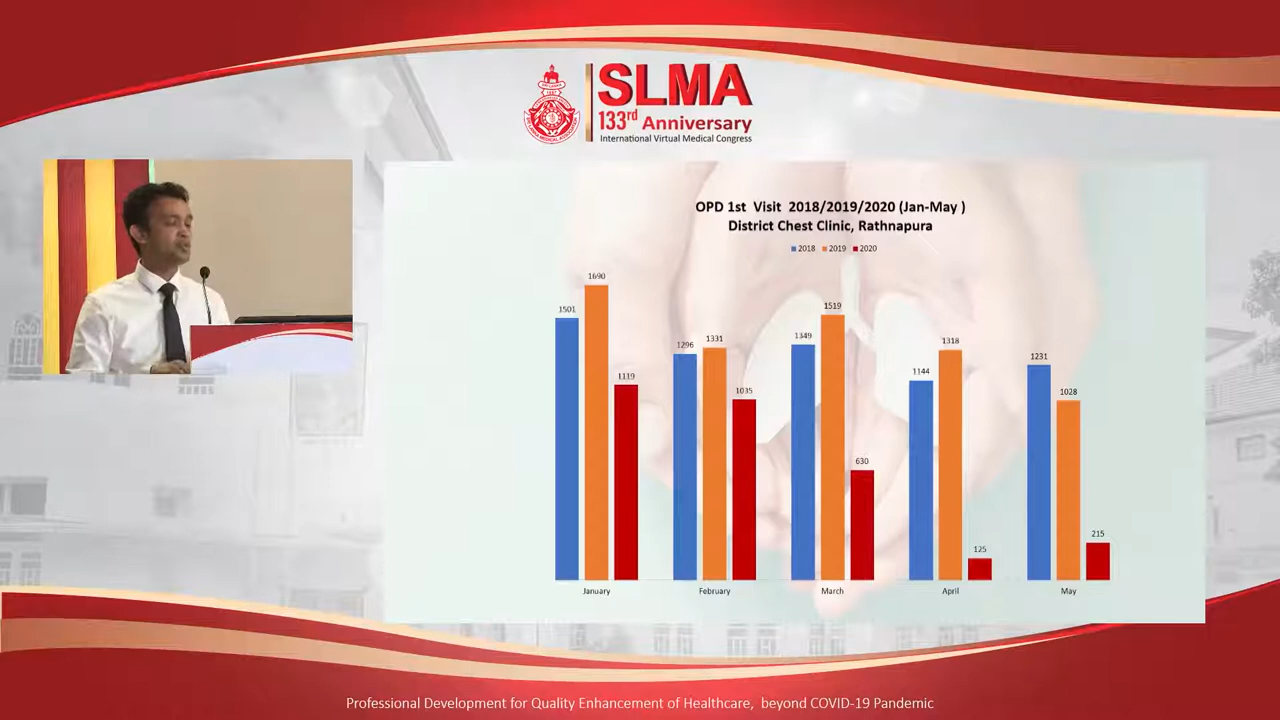 SLMA
133rd Anniversary
International Virtual Medical Congress
OPD 1st Visit 2018/2019/2020 (Jan-May )
District Chest Clinic, Rathnapura
2018 2019 2020
1501 1690 1119
1296 1331 1035
1349 1519 630
1144 1318 125
1231 1028 215
January February March April May
Professional Development for Quality Enhancement of Healthcare, beyond COVID-19 Pandemic